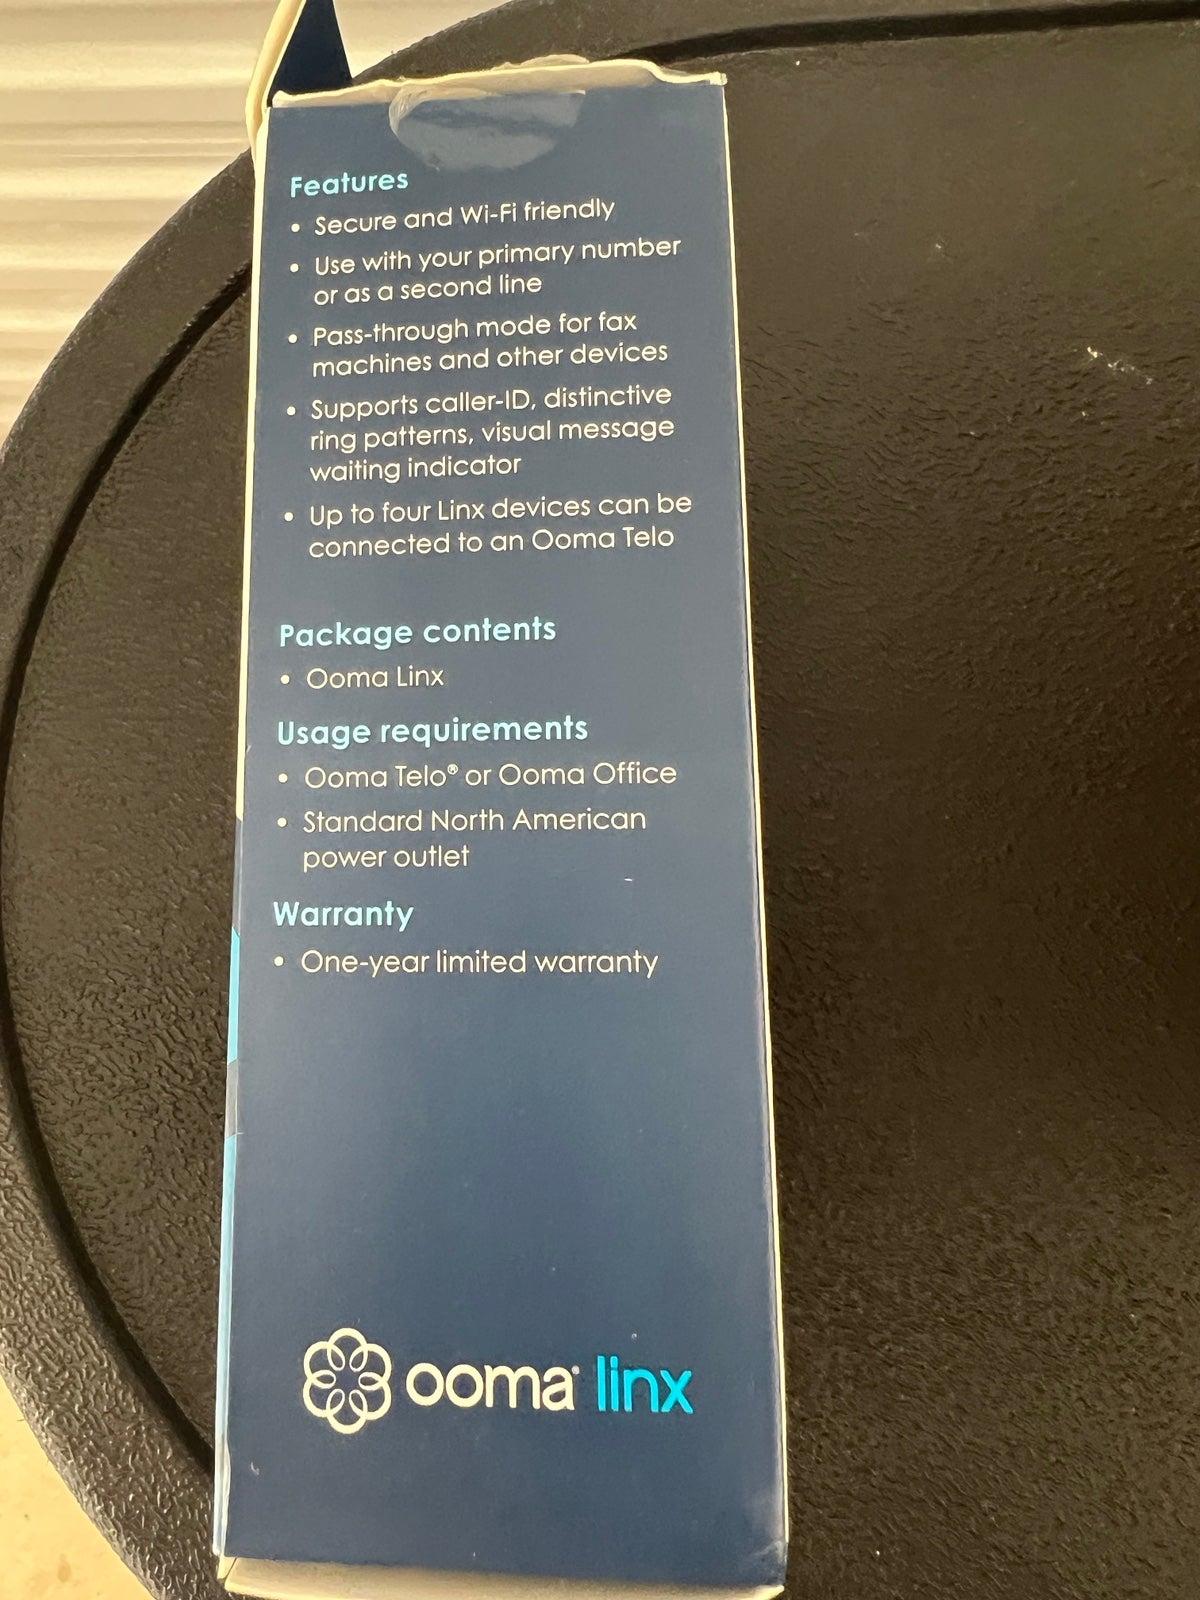 Features
• Secure and Wi-Fi friendly
• Use with your primary number
or as a second line
• Pass-through mode for fax
machines and other devices
• Supports caller-ID, distinctive
ring patterns, visual message
waiting indicator
• Up to four Linx devices can be
connected to an Ooma Telo
Package contents
• Ooma Linx
Usage requirements
• Ooma Telo® or Ooma Office
• Standard North American
power outlet
Warranty
• One-year limited warranty
ooma® linx